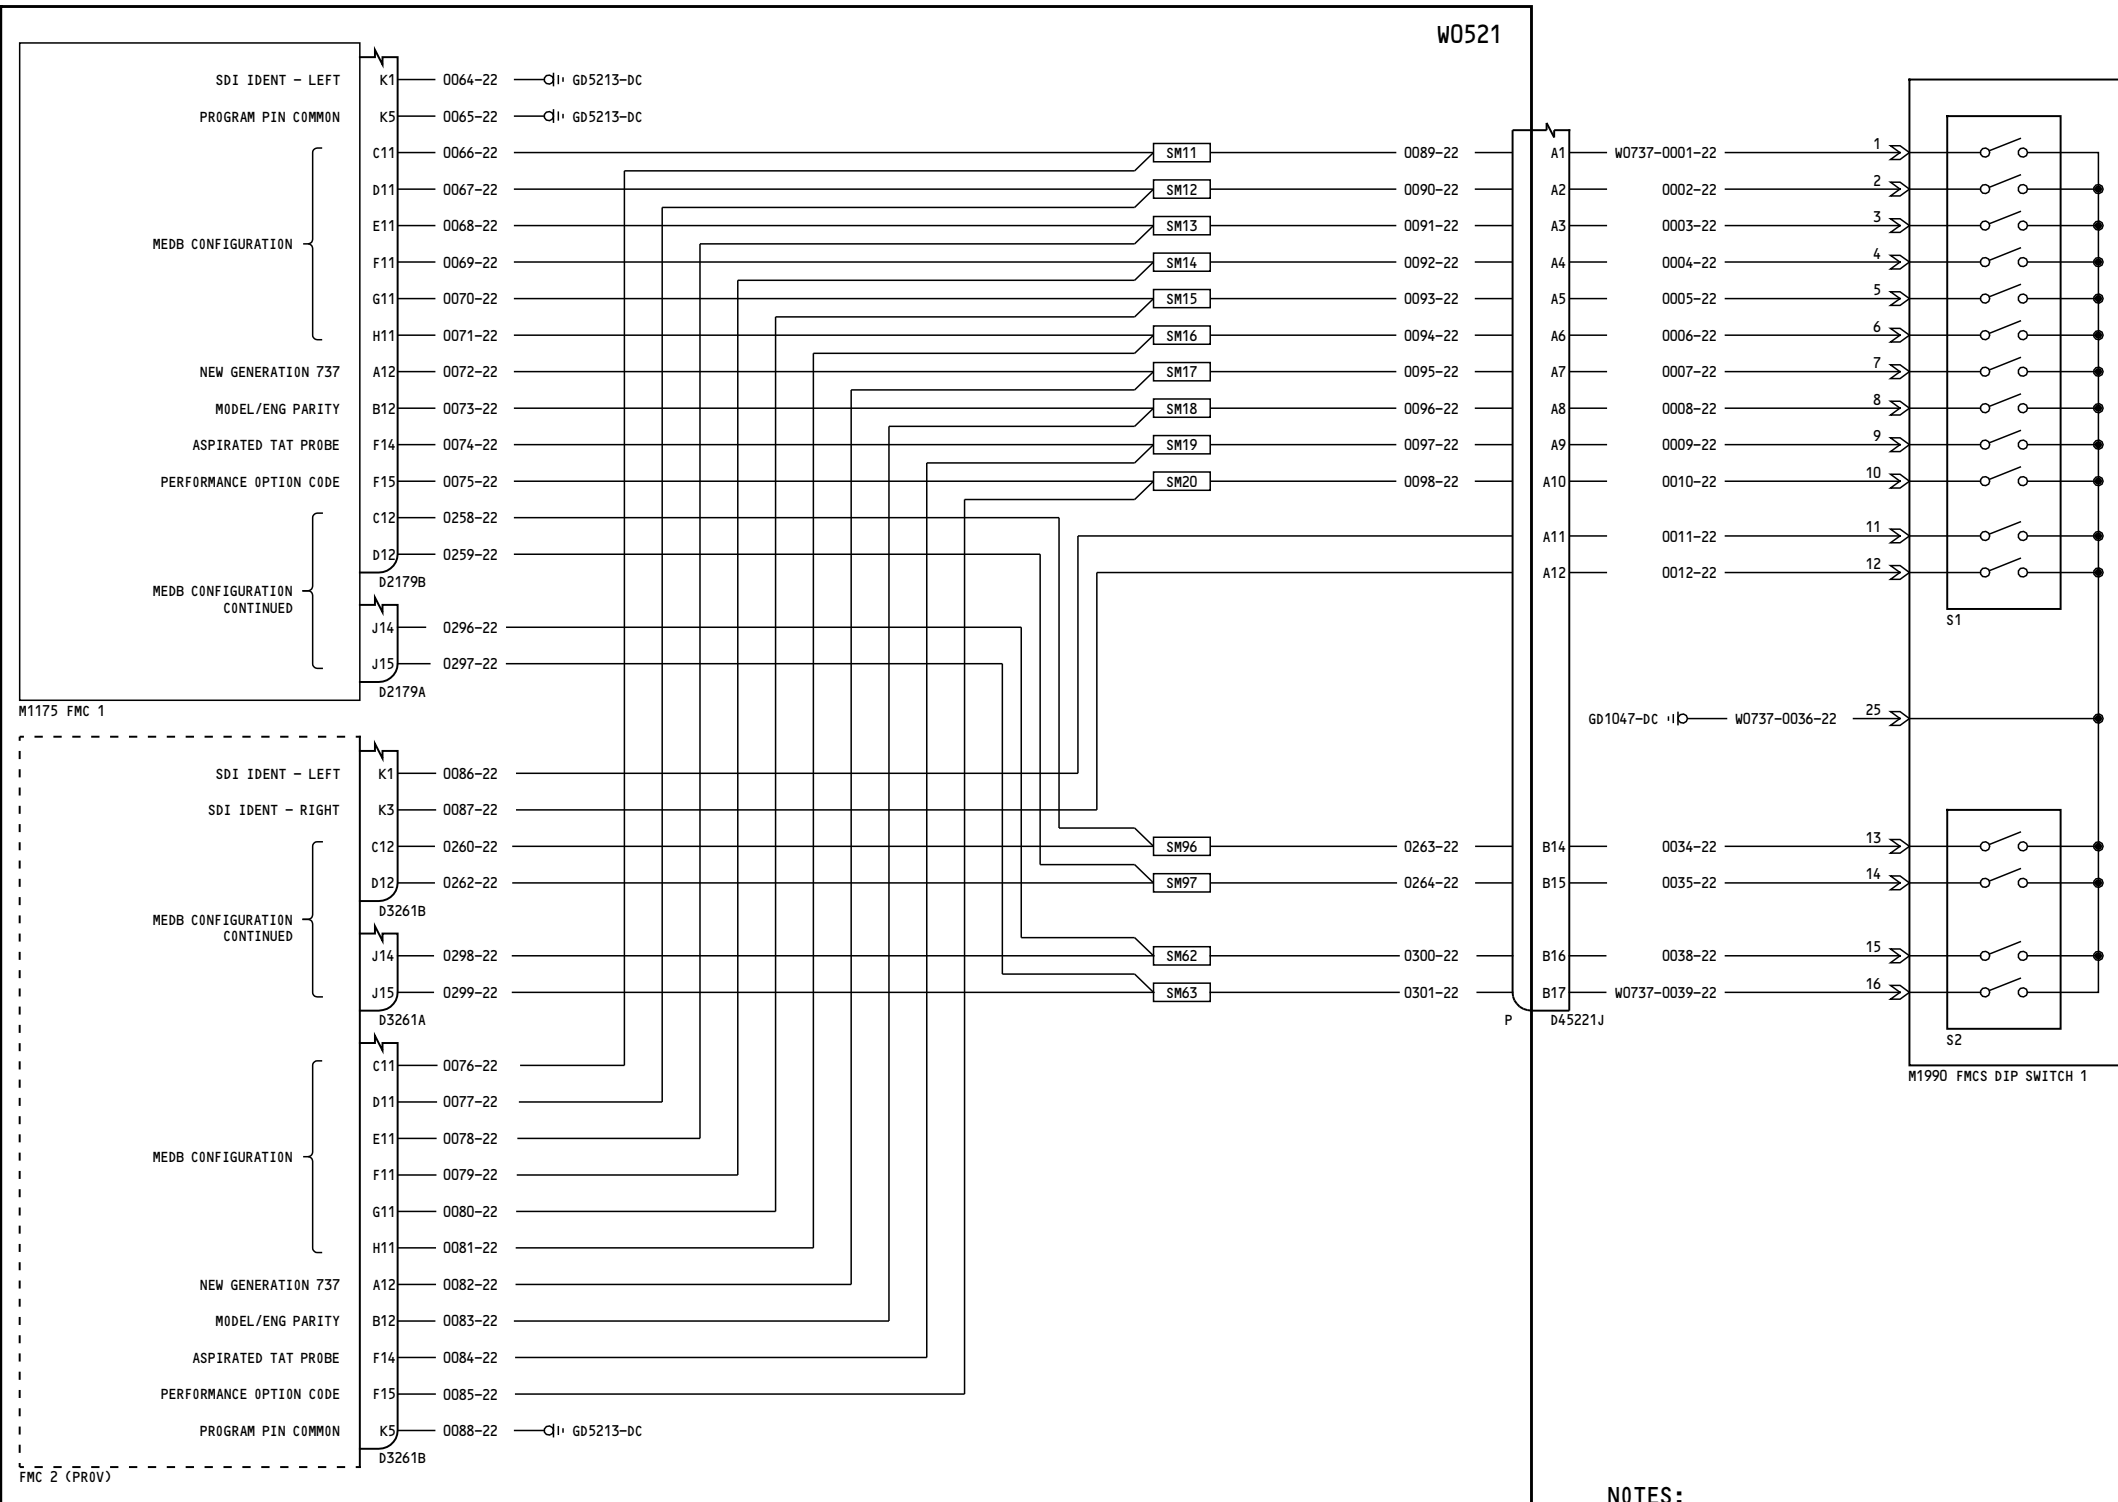 W0521
SDI IDENT - LEFT K1 0064-22 GD5213-DC
PROGRAM PIN COMMON K5 0065-22 GD5213-DC
C11 0066-22 SM11 0089-22 A1 W0737-0001-22 1
D11 0067-22 SM12 0090-22 A2 0002-22 2
E11 0068-22 SM13 0091-22 A3 0003-22 3
MEDB CONFIGURATION
F11 0069-22 SM14 0092-22 A4 0004-22 4
G11 0070-22 SM15 0093-22 A5 0005-22 5
H11 0071-22 SM16 0094-22 A6 0006-22 6
NEW GENERATION 737 A12 0072-22 SM17 0095-22 A7 0007-22 7
MODEL/ENG PARITY B12 0073-22 SM18 0096-22 A8 0008-22 8
ASPIRATED TAT PROBE F14 0074-22 SM19 0097-22 A9 0009-22 9
PERFORMANCE OPTION CODE F15 0075-22 SM20 0098-22 A10 0010-22 10
C12 0258-22
A11 0011-22 11
D12 0259-22
A12 0012-22 12
D2179B
MEDB CONFIGURATION
CONTINUED
S1
J14 0296-22
J15 0297-22
D2179A
M1175 FMC 1
GD1047-DC W0737-0036-22 25
SDI IDENT - LEFT K1 0086-22
SDI IDENT - RIGHT K3 0087-22
C12 0260-22 SM96 0263-22 B14 0034-22 13
D12 0262-22 SM97 0264-22 B15 0035-22 14
D3261B
MEDB CONFIGURATION
CONTINUED
J14 0298-22 SM62 0300-22 B16 0038-22 15
J15 0299-22 SM63 0301-22 B17 W0737-0039-22 16
D3261A P D45221J
S2
C11 0076-22
M1990 FMCS DIP SWITCH 1
D11 0077-22
E11 0078-22
MEDB CONFIGURATION
F11 0079-22
G11 0080-22
H11 0081-22
NEW GENERATION 737 A12 0082-22
MODEL/ENG PARITY B12 0083-22
ASPIRATED TAT PROBE F14 0084-22
PERFORMANCE OPTION CODE F15 0085-22
PROGRAM PIN COMMON K5 0088-22 GD5213-DC
D3261B
FMC 2 (PROV)
NOTES: